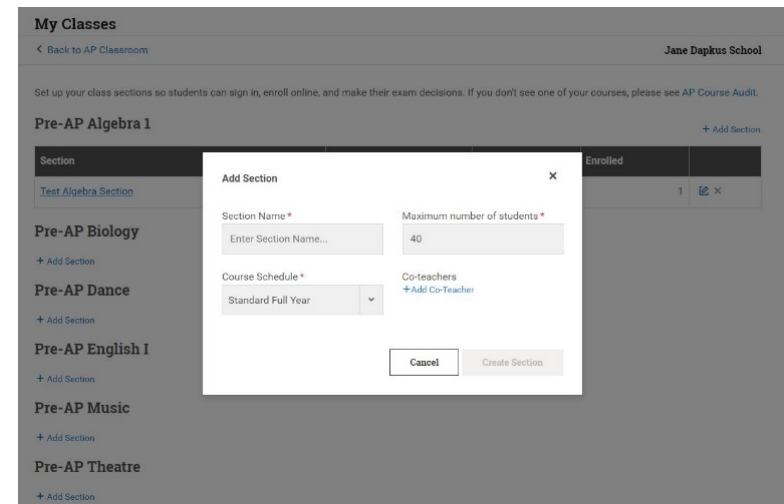 My Classes
< Back to AP Classroom
Jane Dapkus School
Set up your class sections so students can sign in, enroll online, and make their exam decisions. If you don't see one of your courses, please see AP Course Audit.
Pre-AP Algebra 1
+ Add Section
Section
Enrolled
Test Algebra Section
1
Add Section
×
Section Name *
Maximum number of students *
Enter Section Name...
40
Course Schedule *
Co-teachers
+Add Co-Teacher
Standard Full Year
Cancel
Create Section
Pre-AP Biology
+ Add Section
Pre-AP Dance
+ Add Section
Pre-AP English I
+ Add Section
Pre-AP Music
+ Add Section
Pre-AP Theatre
+ Add Section